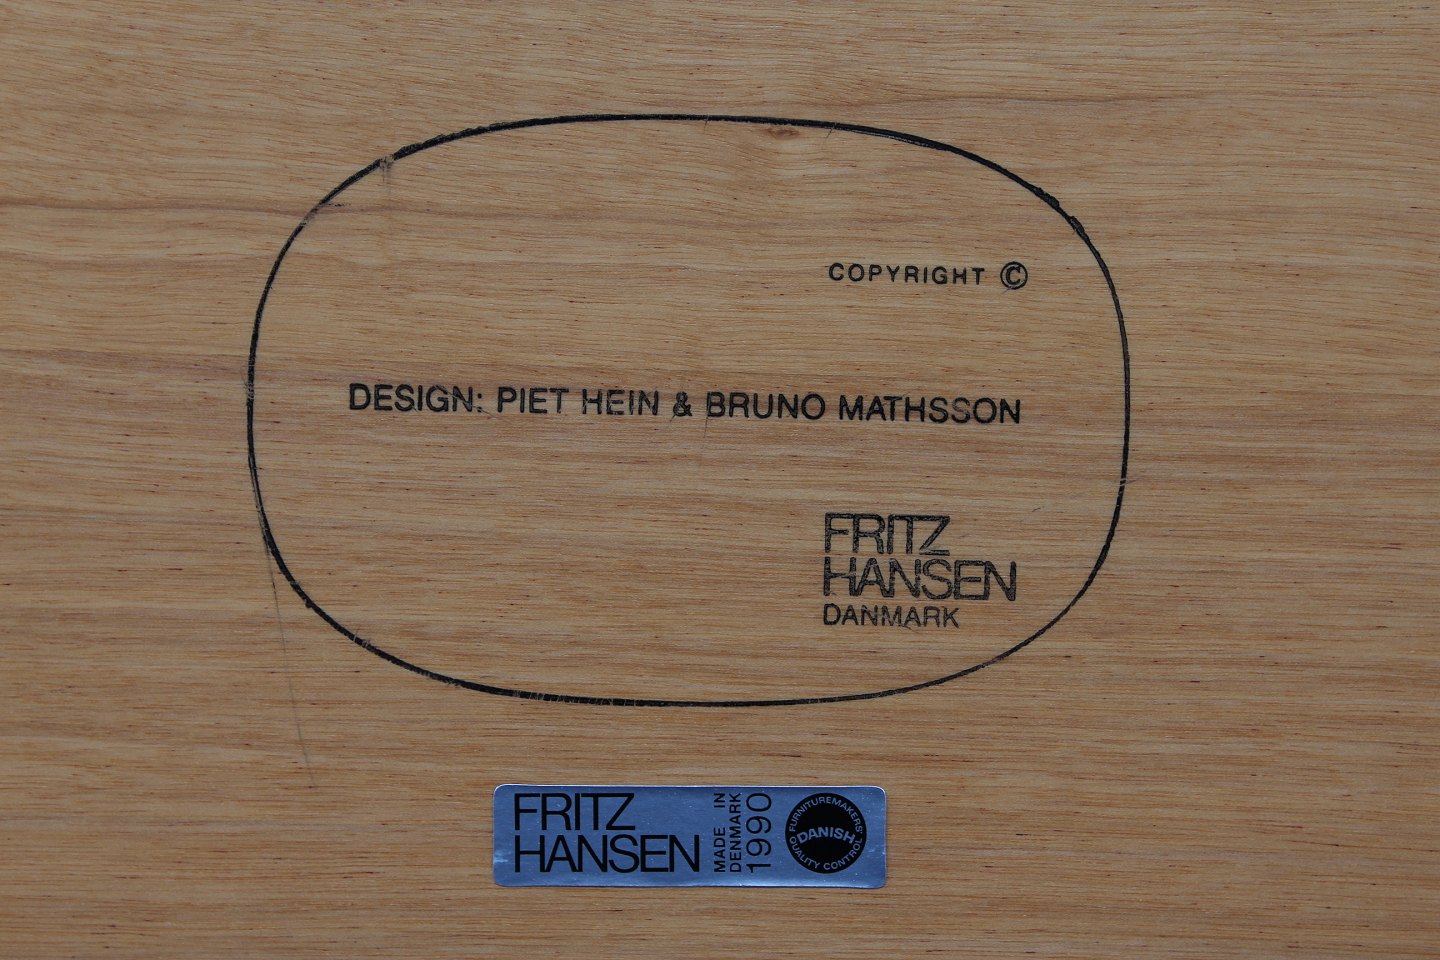 COPYRIGHT ©
DESIGN: PIET HEIN & BRUNO MATHSSON
FRITZ
HANSEN
DANMARK
FRITZ
HANSEN
MADE IN
DENMARK
1990
FURNITUREMAKERS'
DANISH
QUALITY CONTROL